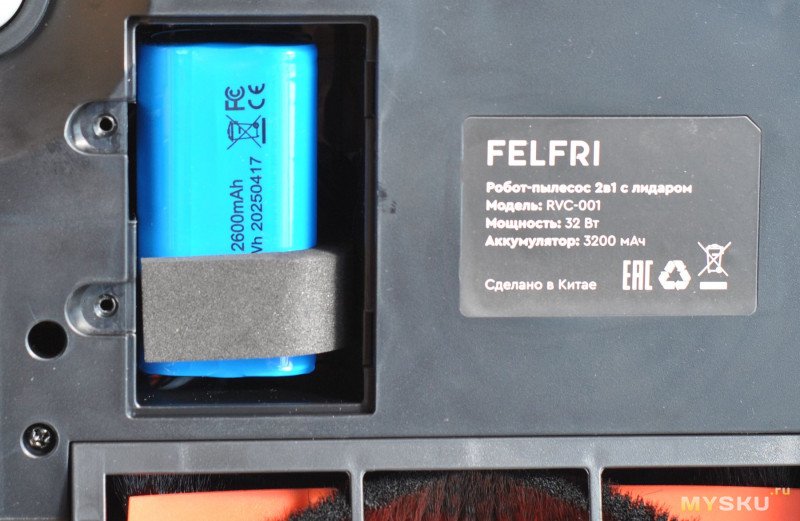 FC CE
2600mAh
Vh 20250417
FELFRI
Робот-пылесос 2в1 с лидаром
Модель: RVC-001
Мощность: 32 Вт
Аккумулятор: 3200 мАч
Сделано в Китае
EAC
MYSKU.ru